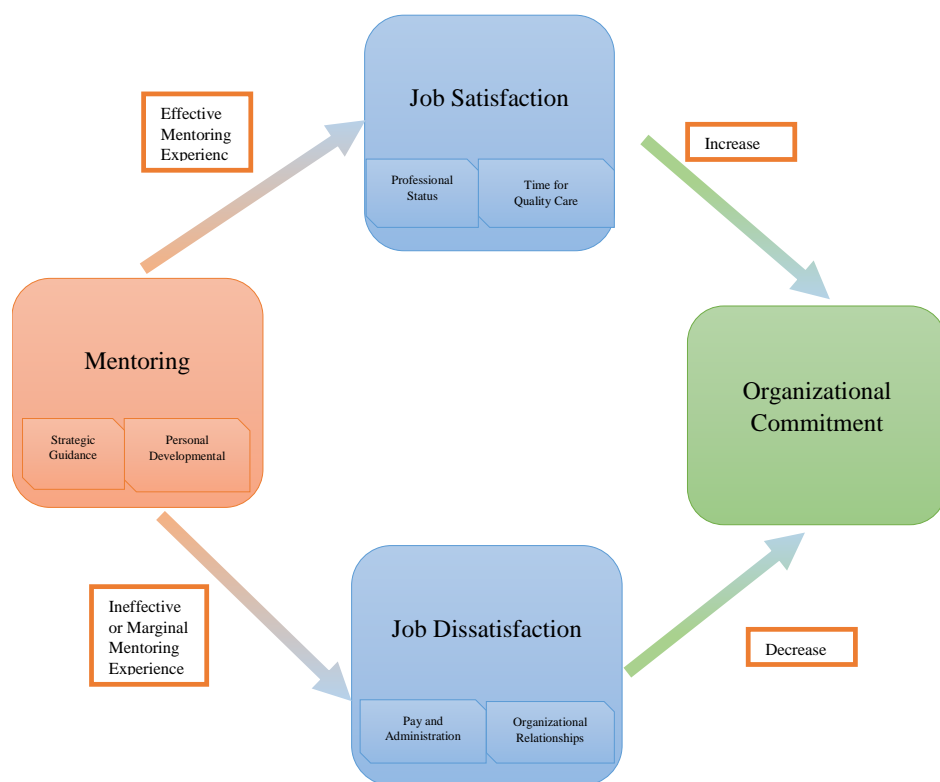 Job Satisfaction
Professional
Status
Time for
Quality Care
Effective
Mentoring
Experienc
Increase
Mentoring
Strategic
Guidance
Personal
Developmental
Organizational
Commitment
Ineffective
or Marginal
Mentoring
Experience
Job Dissatisfaction
Pay and
Administration
Organizational
Relationships
Decrease